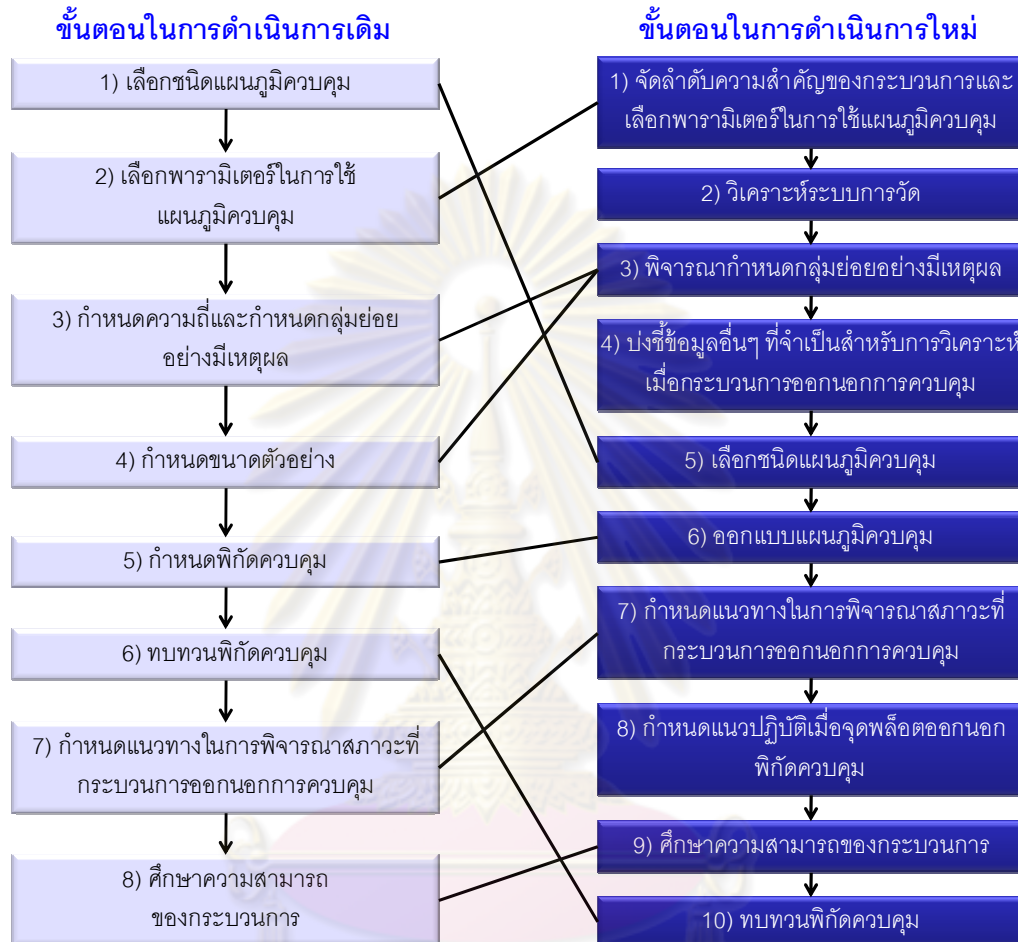 ขั้นตอนในการดำเนินการเดิม
1) เลือกชนิดแผนภูมิควบคุม
2) เลือกพารามิเตอร์ในการใช้
แผนภูมิควบคุม
3) กำหนดความถี่และกำหนดกลุ่มย่อย
อย่างมีเหตุผล
4) กำหนดขนาดตัวอย่าง
5) กำหนดพิกัดควบคุม
6) ทบทวนพิกัดควบคุม
7) กำหนดแนวทางในการพิจารณาสภาวะที่
กระบวนการออกนอกการควบคุม
8) ศึกษาความสามารถ
ของกระบวนการ
ขั้นตอนในการดำเนินการใหม่
1) จัดลำดับความสำคัญของกระบวนการและ
เลือกพารามิเตอร์ในการใช้แผนภูมิควบคุม
2) วิเคราะห์ระบบการวัด
3) พิจารณากำหนดกลุ่มย่อยอย่างมีเหตุผล
4) บ่งชี้ข้อมูลอื่นๆ ที่จำเป็นสำหรับการวิเคราะห์
เมื่อกระบวนการออกนอกการควบคุม
5) เลือกชนิดแผนภูมิควบคุม
6) ออกแบบแผนภูมิควบคุม
7) กำหนดแนวทางในการพิจารณาสภาวะที่
กระบวนการออกนอกการควบคุม
8) กำหนดแนวปฏิบัติเมื่อจุดพล็อตออกนอก
พิกัดควบคุม
9) ศึกษาความสามารถของกระบวนการ
10) ทบทวนพิกัดควบคุม